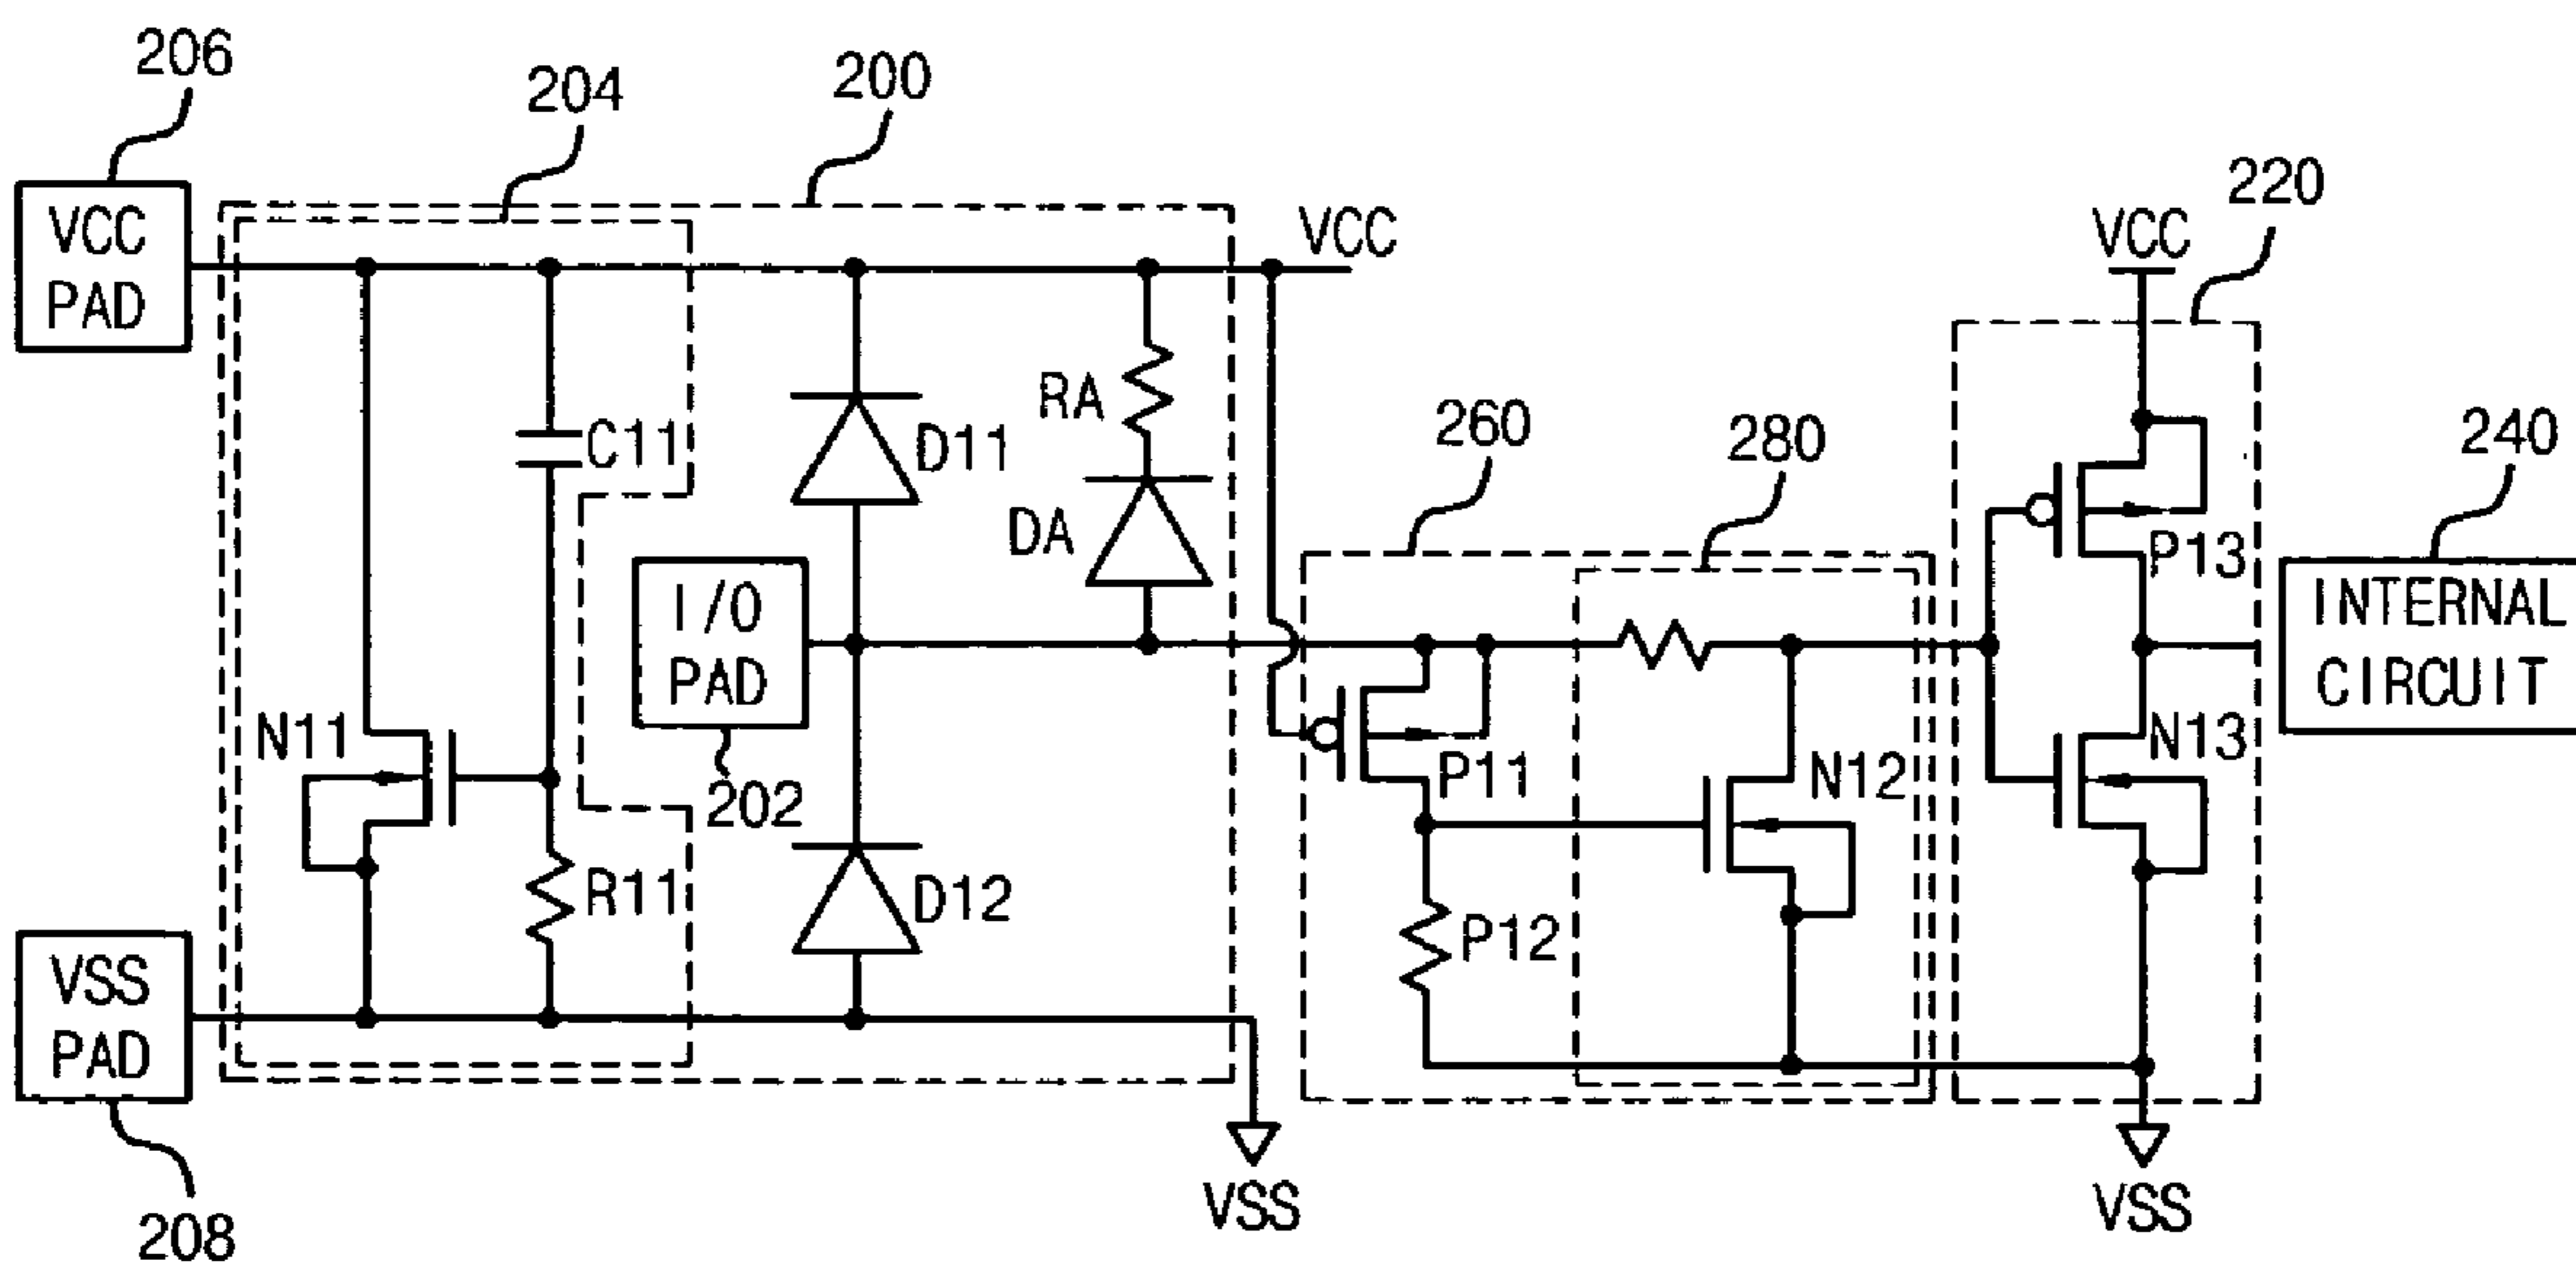 206
204
200
220
VCC
PAD
VCC
VCC
RA
260
280
240
C11
D11
DA
P13
I/O
PAD
INTERNAL
CIRCUIT
N11
202
P11
N12
N13
R11
D12
P12
VSS
PAD
VSS
VSS
208